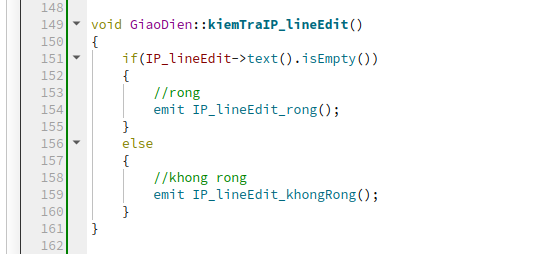 148
149 void GiaoDien::kiemTraIP_lineEdit()
150 {
151     if(IP_lineEdit->text().isEmpty())
152     {
153         //rong
154         emit IP_lineEdit_rong();
155     }
156     else
157     {
158         //khong rong
159         emit IP_lineEdit_khongRong();
160     }
161 }
162